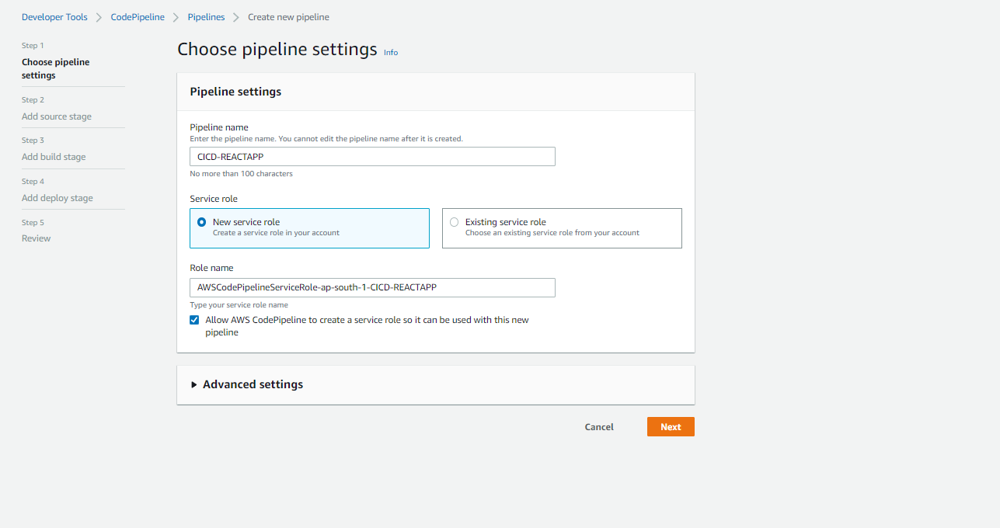 Developer Tools > CodePipeline > Pipelines > Create new pipeline
Step 1
Choose pipeline
settings
Step 2
Add source stage
Step 3
Add build stage
Step 4
Add deploy stage
Step 5
Review
Choose pipeline settings Info
Pipeline settings
Pipeline name
Enter the pipeline name. You cannot edit the pipeline name after it is created.
CICD-REACTAPP
No more than 100 characters
Service role
New service role
Create a service role in your account
Existing service role
Choose an existing service role from your account
Role name
AWSCodePipelineServiceRole-ap-south-1-CICD-REACTAPP
Type your service role name
Allow AWS CodePipeline to create a service role so it can be used with this new
pipeline
Advanced settings
Cancel
Next